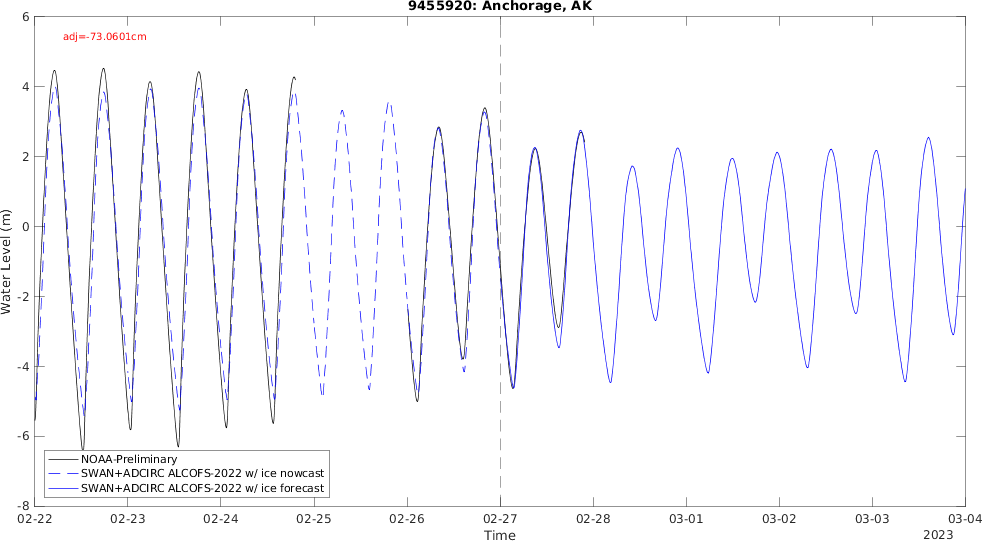 9455920: Anchorage, AK
adj=-73.0601cm
Water Level (m)
6
4
2
0
-2
-4
-6
-8
NOAA-Preliminary
SWAN+ADCIRC ALCOFS-2022 w/ ice nowcast
SWAN+ADCIRC ALCOFS-2022 w/ ice forecast
02-22 02-23 02-24 02-25 02-26 02-27 02-28 03-01 03-02 03-03 03-04
Time
2023